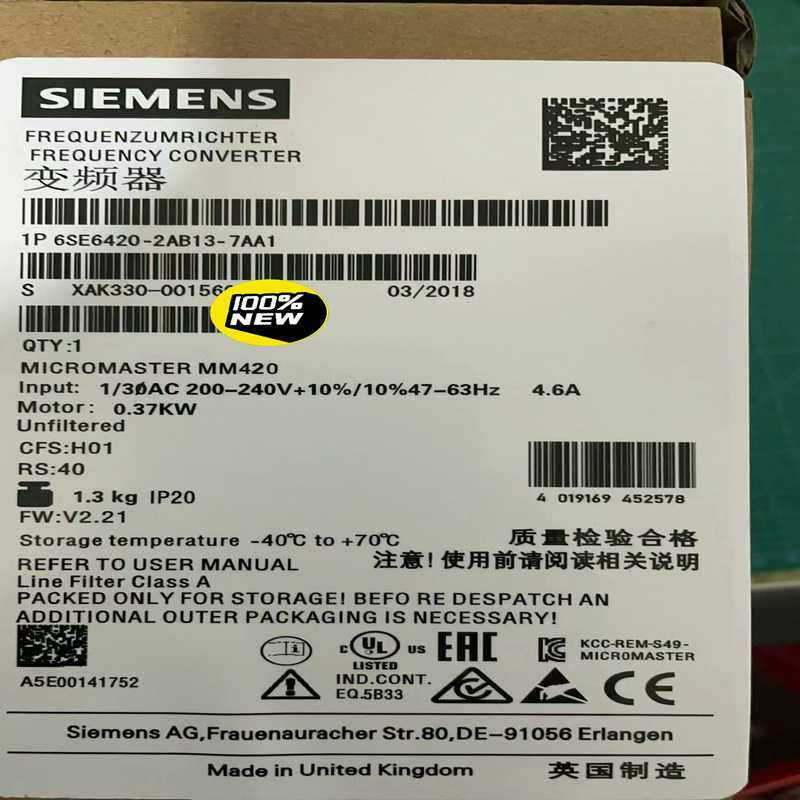 SIEMENS
FREQUENZUMRICHTER
FREQUENCY CONVERTER
变频器
1P 6SE6420-2AB13-7AA1
S XAK330-00156
03/2018
100%
NEW
QTY:1
MICROMASTER MM420
Input: 1/3ØAC 200-240V+10%/10%47-63Hz 4.6A
Motor: 0.37KW
Unfiltered
CFS:H01
RS:40
4 019169 452578
1.3 kg IP20
FW:V2.21
Storage temperature -40℃ to +70℃
质量检验合格
REFER TO USER MANUAL
注意!使用前请阅读相关说明
Line Filter Class A
PACKED ONLY FOR STORAGE! BEFO RE DESPATCH AN
ADDITIONAL OUTER PACKAGING IS NECESSARY!
A5E00141752
C UL US
LISTED
IND.CONT.
EQ.5B33
EAC
KCC-REM-S49-
MICROMASTER
CE
Siemens AG,Frauenauracher Str.80,DE-91056 Erlangen
Made in United Kingdom 英国制造